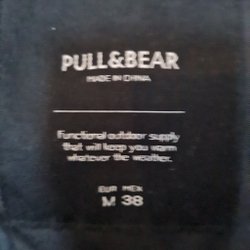 PULL&BEAR
MADE IN CHINA
Functional outdoor supply
that will keep you warm
whatever the weather.
EUR MEX
M 38